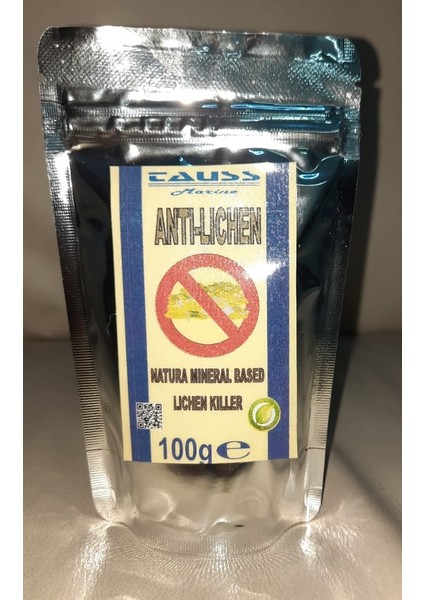 TAUSS
Marine
ANTI-LICHEN
NATURA MINERAL BASED
LICHEN KILLER
100g e